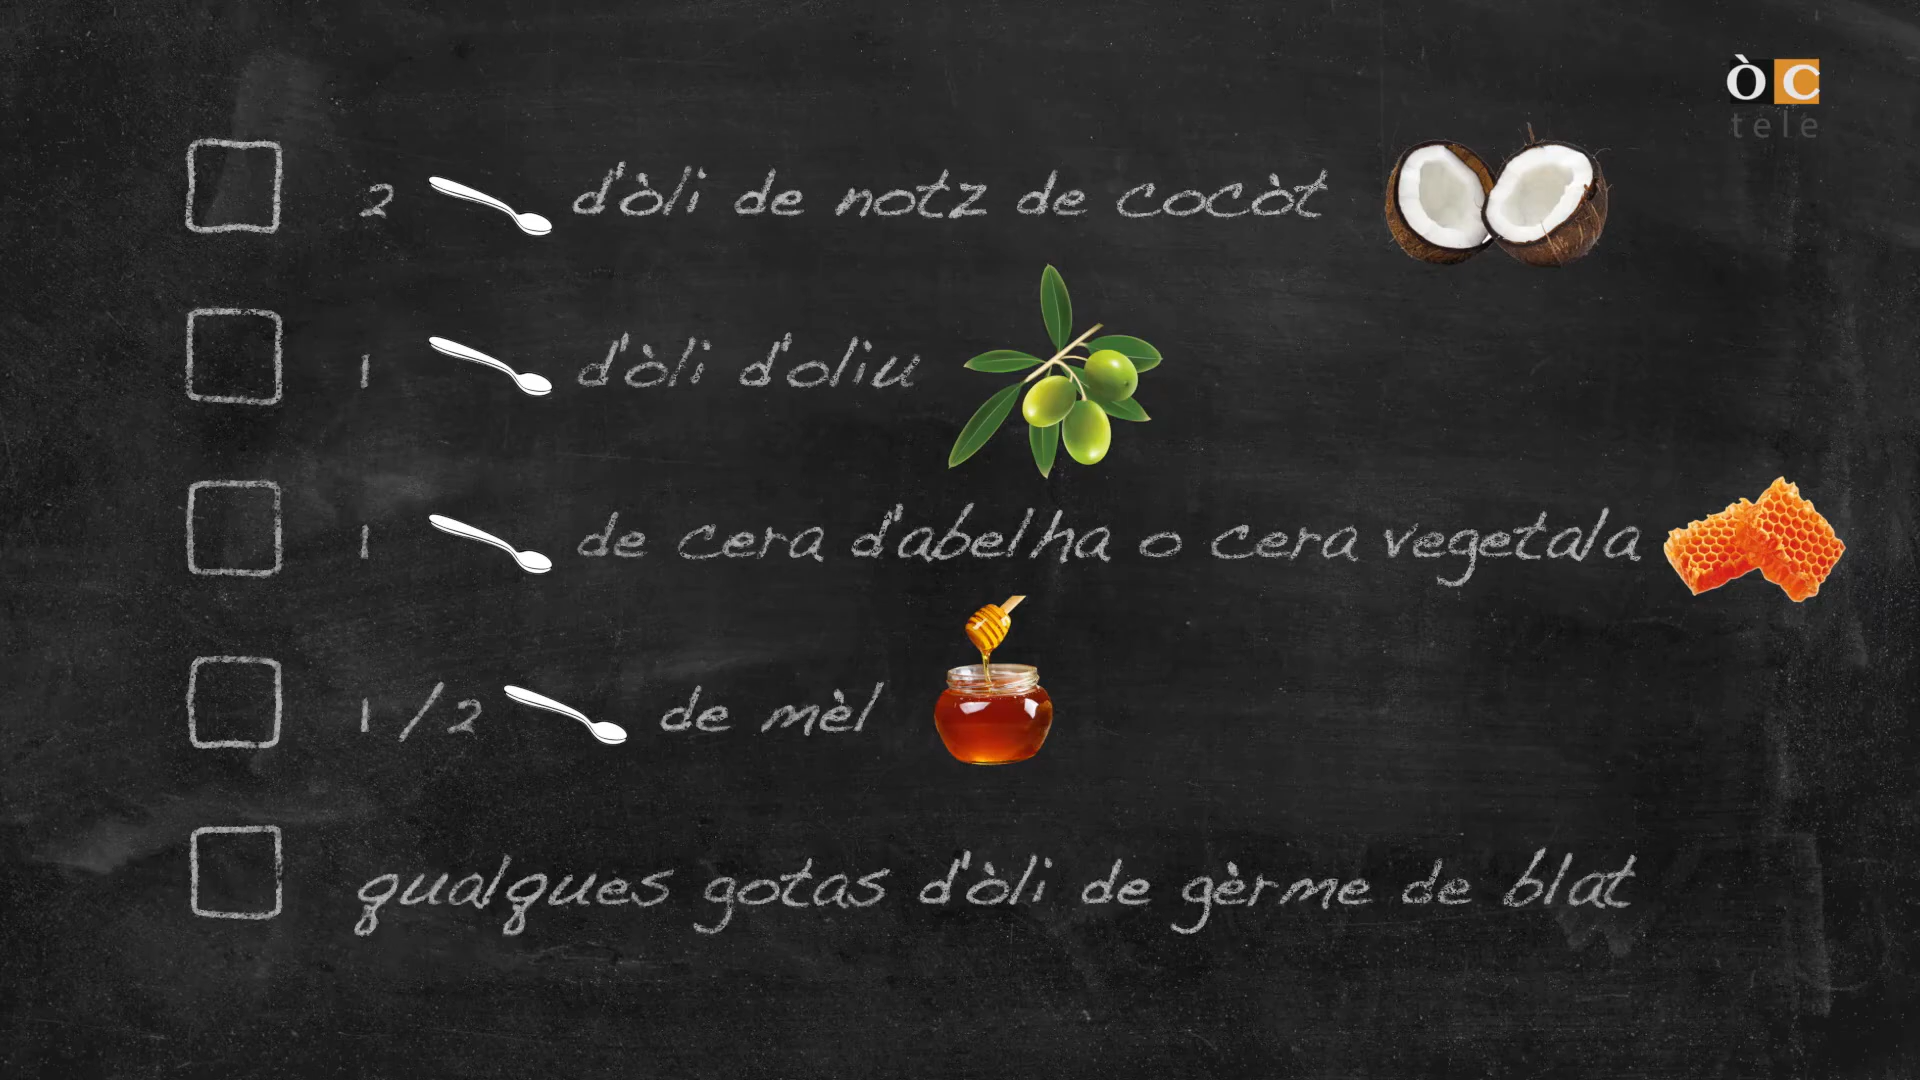 òc
tele
2 d'òli de notz de cocòt
1 d'òli d'oliu
1 de cera d'abelha o cera vegetala
1/2 de mèl
qualques gotas d'òli de gèrme de blat